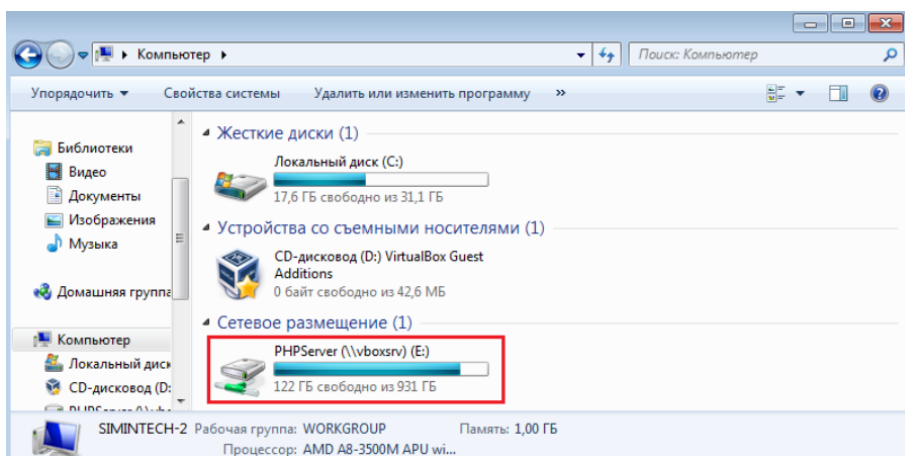 Компьютер
Поиск: Компьютер
Упорядочить
Свойства системы
Удалить или изменить программу
»
Библиотеки
Видео
Документы
Изображения
Музыка
Домашняя группа
Компьютер
Локальный диск
CD-дисковод (D:
Жесткие диски (1)
Локальный диск (C:)
17,6 ГБ свободно из 31,1 ГБ
Устройства со съемными носителями (1)
CD-дисковод (D:) VirtualBox Guest
Additions
0 байт свободно из 42,6 МБ
Сетевое размещение (1)
PHPServer (\\vboxsrv) (E:)
122 ГБ свободно из 931 ГБ
SIMINTECH-2 Рабочая группа: WORKGROUP Память: 1,00 ГБ
Процессор: AMD A8-3500M APU wi...